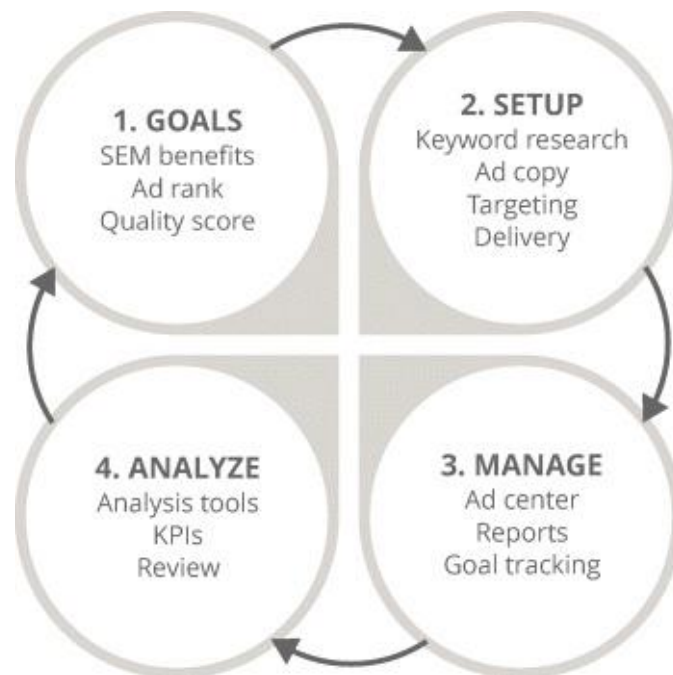 1. GOALS
SEM benefits
Ad rank
Quality score
2. SETUP
Keyword research
Ad copy
Targeting
Delivery
3. MANAGE
Ad center
Reports
Goal tracking
4. ANALYZE
Analysis tools
KPIs
Review